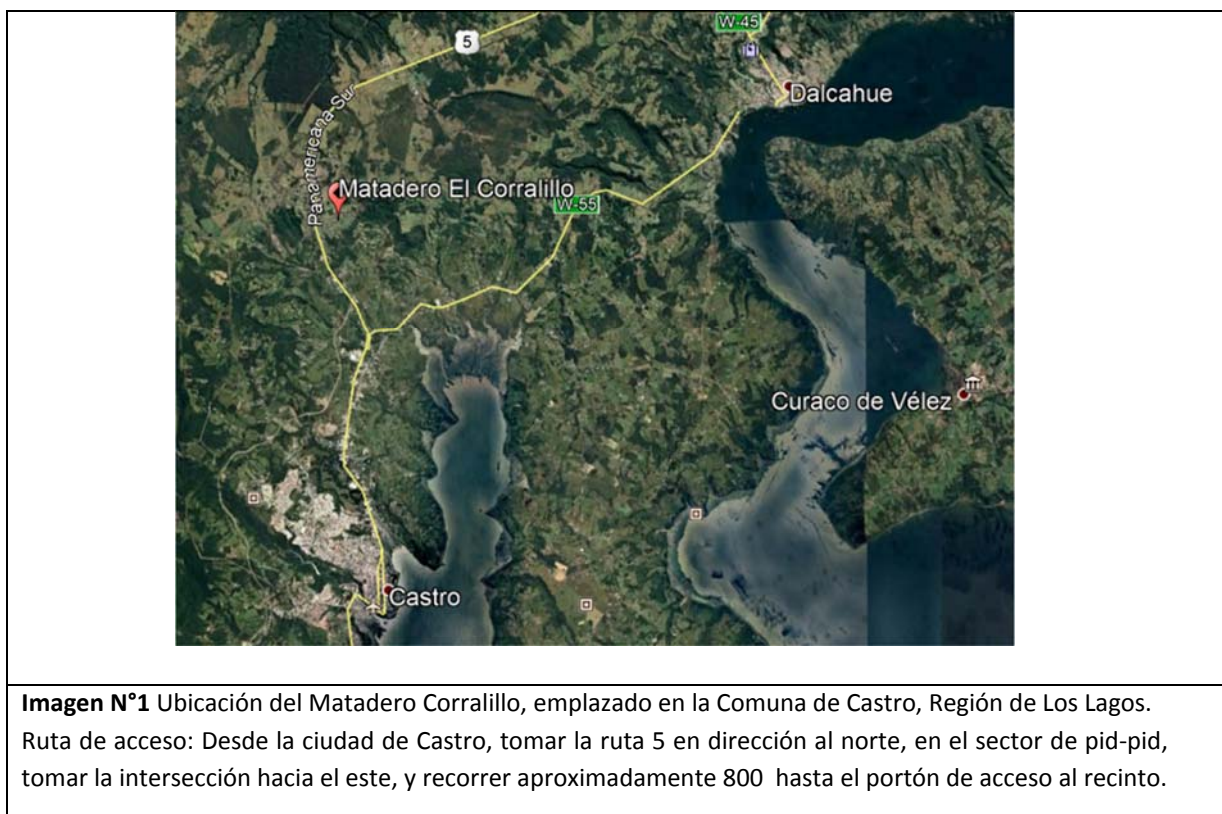 W-45
5
Dalcahue
Panamericana Sur
Matadero El Corralillo
W-55
Curaco de Vélez
Castro
Imagen N°1 Ubicación del Matadero Corralillo, emplazado en la Comuna de Castro, Región de Los Lagos.
Ruta de acceso: Desde la ciudad de Castro, tomar la ruta 5 en dirección al norte, en el sector de pid-pid,
tomar la intersección hacia el este, y recorrer aproximadamente 800 hasta el portón de acceso al recinto.